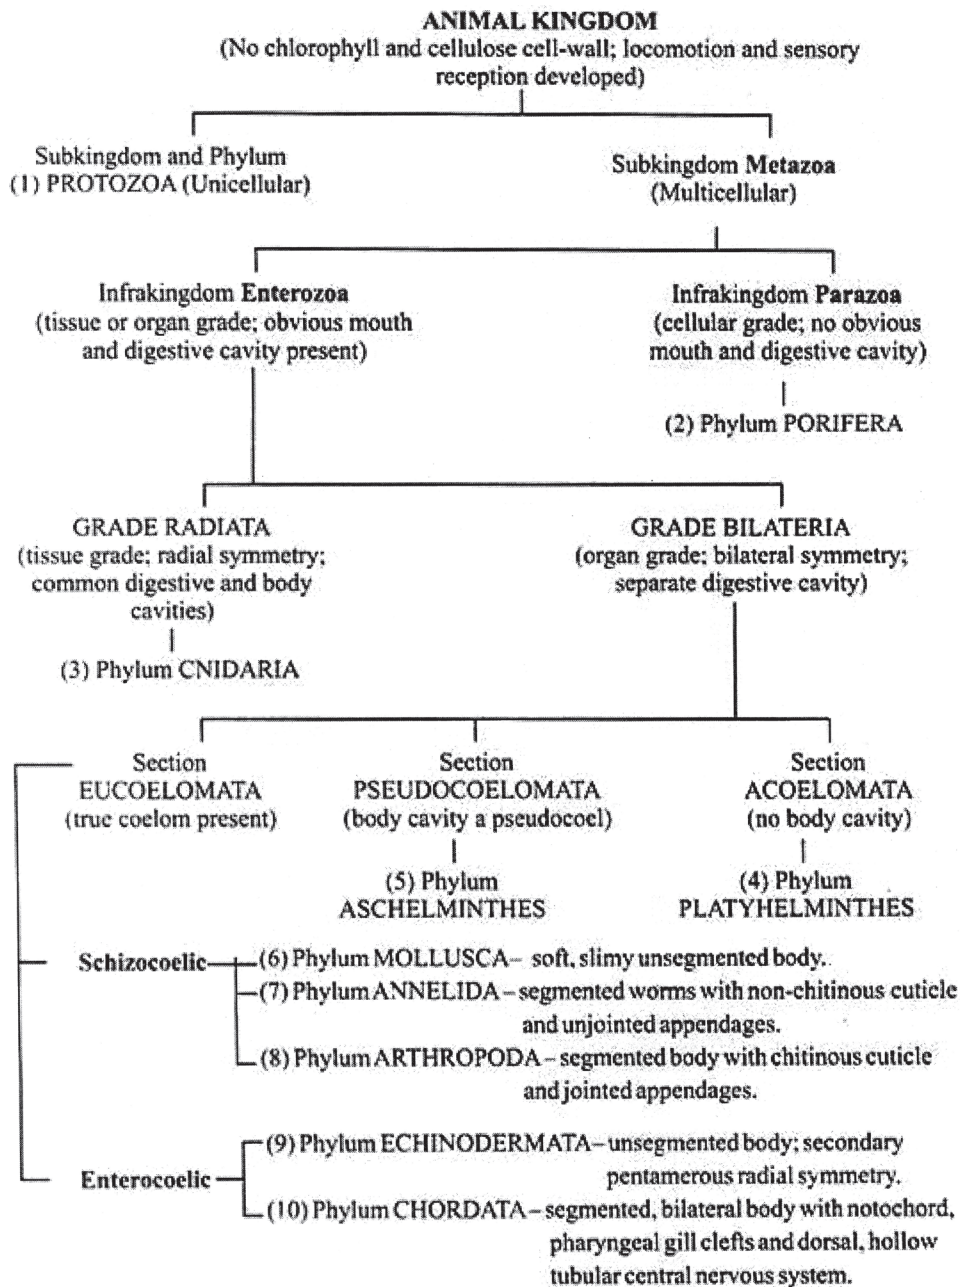 ANIMAL KINGDOM
(No chlorophyll and cellulose cell-wall; locomotion and sensory
reception developed)
Subkingdom and Phylum
(1) PROTOZOA (Unicellular)
Subkingdom Metazoa
(Multicellular)
Infrakingdom Enterozoa
(tissue or organ grade; obvious mouth
and digestive cavity present)
Infrakingdom Parazoa
(cellular grade; no obvious
mouth and digestive cavity)
(2) Phylum PORIFERA
GRADE RADIATA
(tissue grade; radial symmetry;
common digestive and body
cavities)
(3) Phylum CNIDARIA
GRADE BILATERIA
(organ grade; bilateral symmetry;
separate digestive cavity)
Section
EUCOELOMATA
(true coelom present)
Section
PSEUDOCOELOMATA
(body cavity a pseudocoel)
(5) Phylum
ASCHELMINTHES
Section
ACOELOMATA
(no body cavity)
(4) Phylum
PLATYHELMINTHES
Schizocoelic
(6) Phylum MOLLUSCA– soft, slimy unsegmented body.
(7) Phylum ANNELIDA – segmented worms with non-chitinous cuticle
and unjointed appendages.
(8) Phylum ARTHROPODA – segmented body with chitinous cuticle
and jointed appendages.
Enterocoelic
(9) Phylum ECHINODERMATA – unsegmented body; secondary
pentamerous radial symmetry.
(10) Phylum CHORDATA – segmented, bilateral body with notochord,
pharyngeal gill clefts and dorsal, hollow
tubular central nervous system.